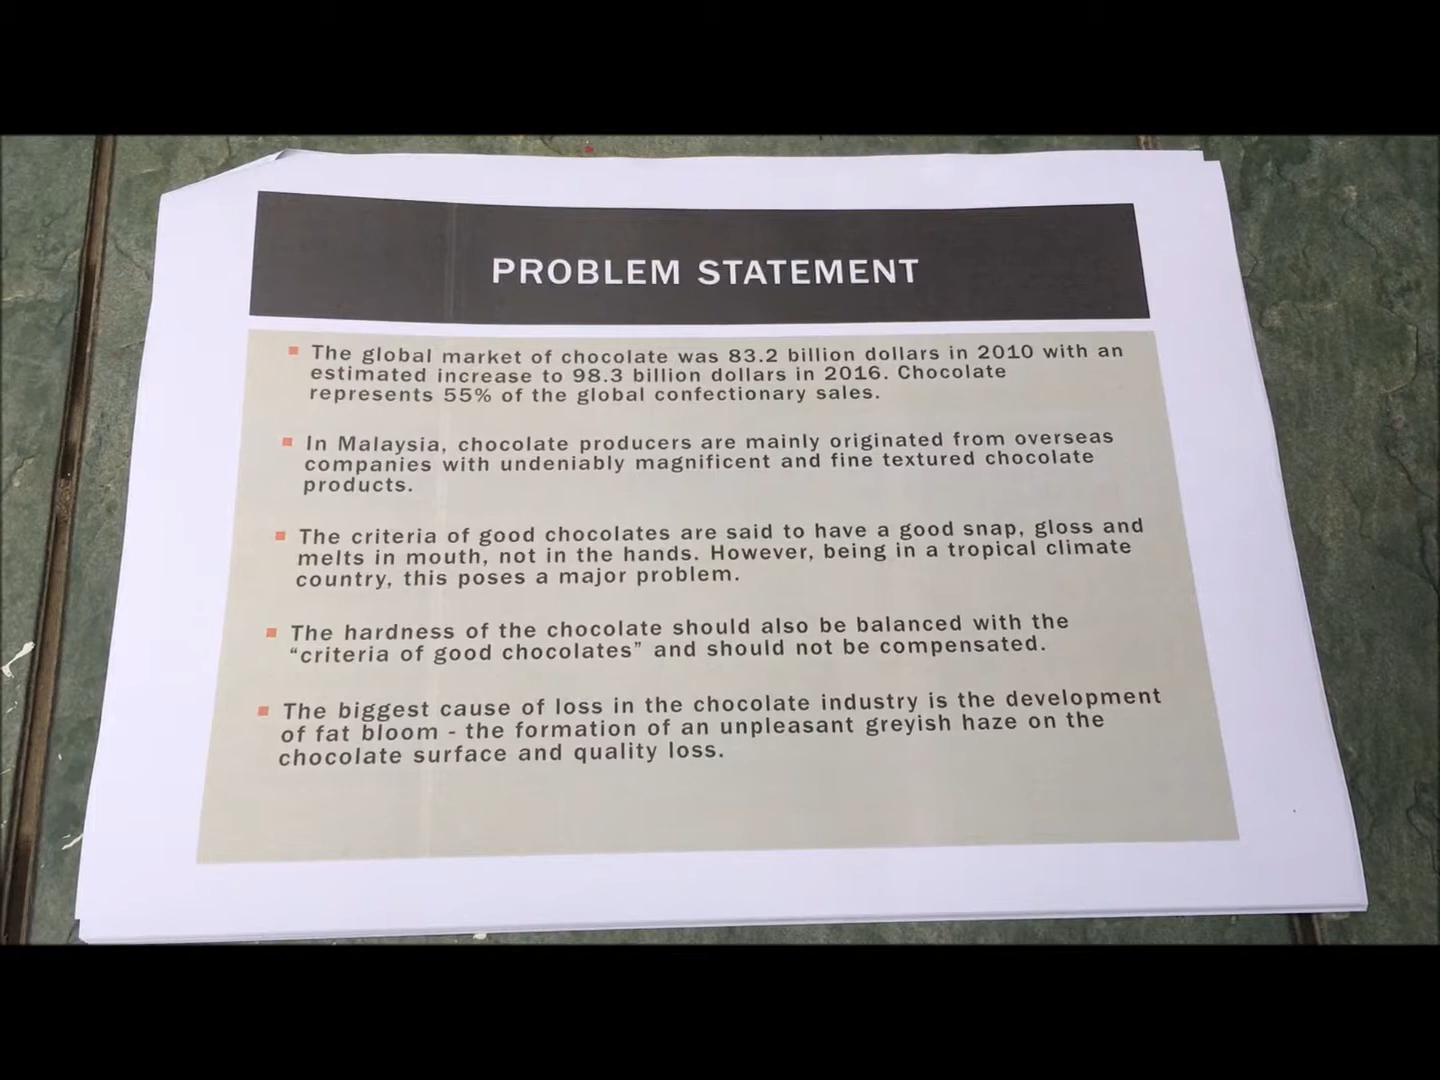 PROBLEM STATEMENT
The global market of chocolate was 83.2 billion dollars in 2010 with an
estimated increase to 98.3 billion dollars in 2016. Chocolate
represents 55% of the global confectionary sales.
In Malaysia, chocolate producers are mainly originated from overseas
companies with undeniably magnificent and fine textured chocolate
products.
The criteria of good chocolates are said to have a good snap, gloss and
melts in mouth, not in the hands. However, being in a tropical climate
country, this poses a major problem.
The hardness of the chocolate should also be balanced with the
“criteria of good chocolates” and should not be compensated.
The biggest cause of loss in the chocolate industry is the development
of fat bloom - the formation of an unpleasant greyish haze on the
chocolate surface and quality loss.